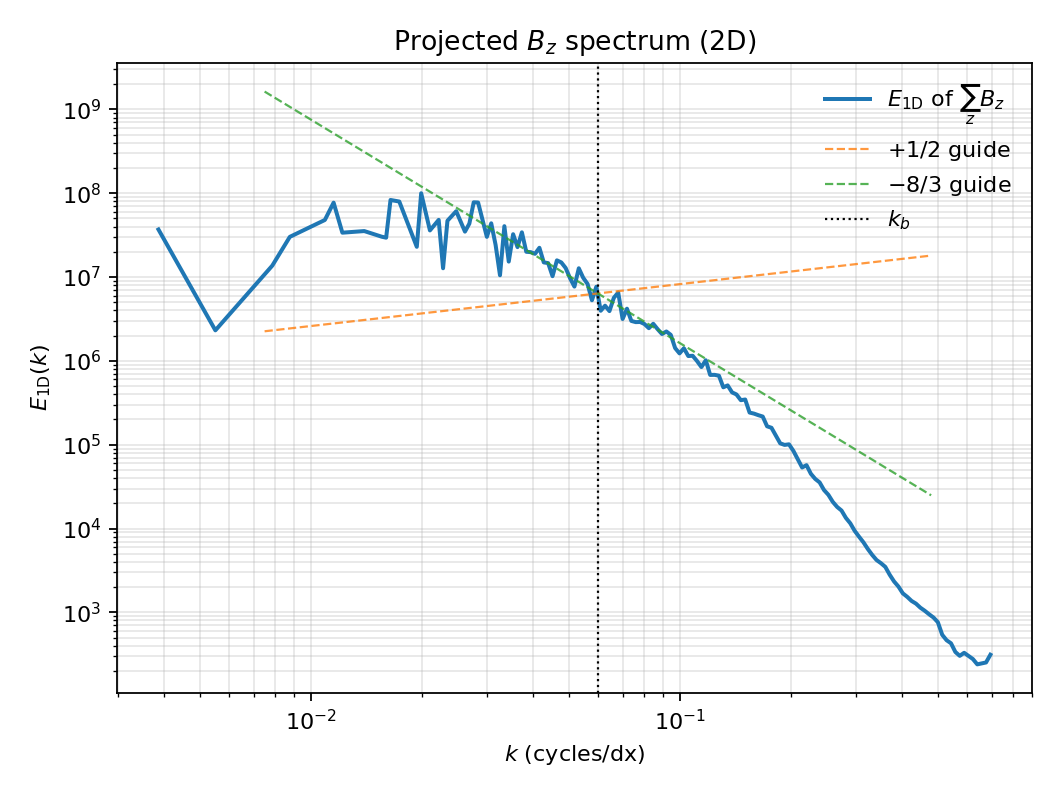 Projected $B_z$ spectrum (2D)
$E_{1D}$ of $\sum_z B_z$
+1/2 guide
−8/3 guide
$k_b$
$10^9$
$10^8$
$10^7$
$10^6$
$10^5$
$10^4$
$10^3$
$E_{1D}(k)$
$10^{-2}$
$10^{-1}$
$k$ (cycles/dx)